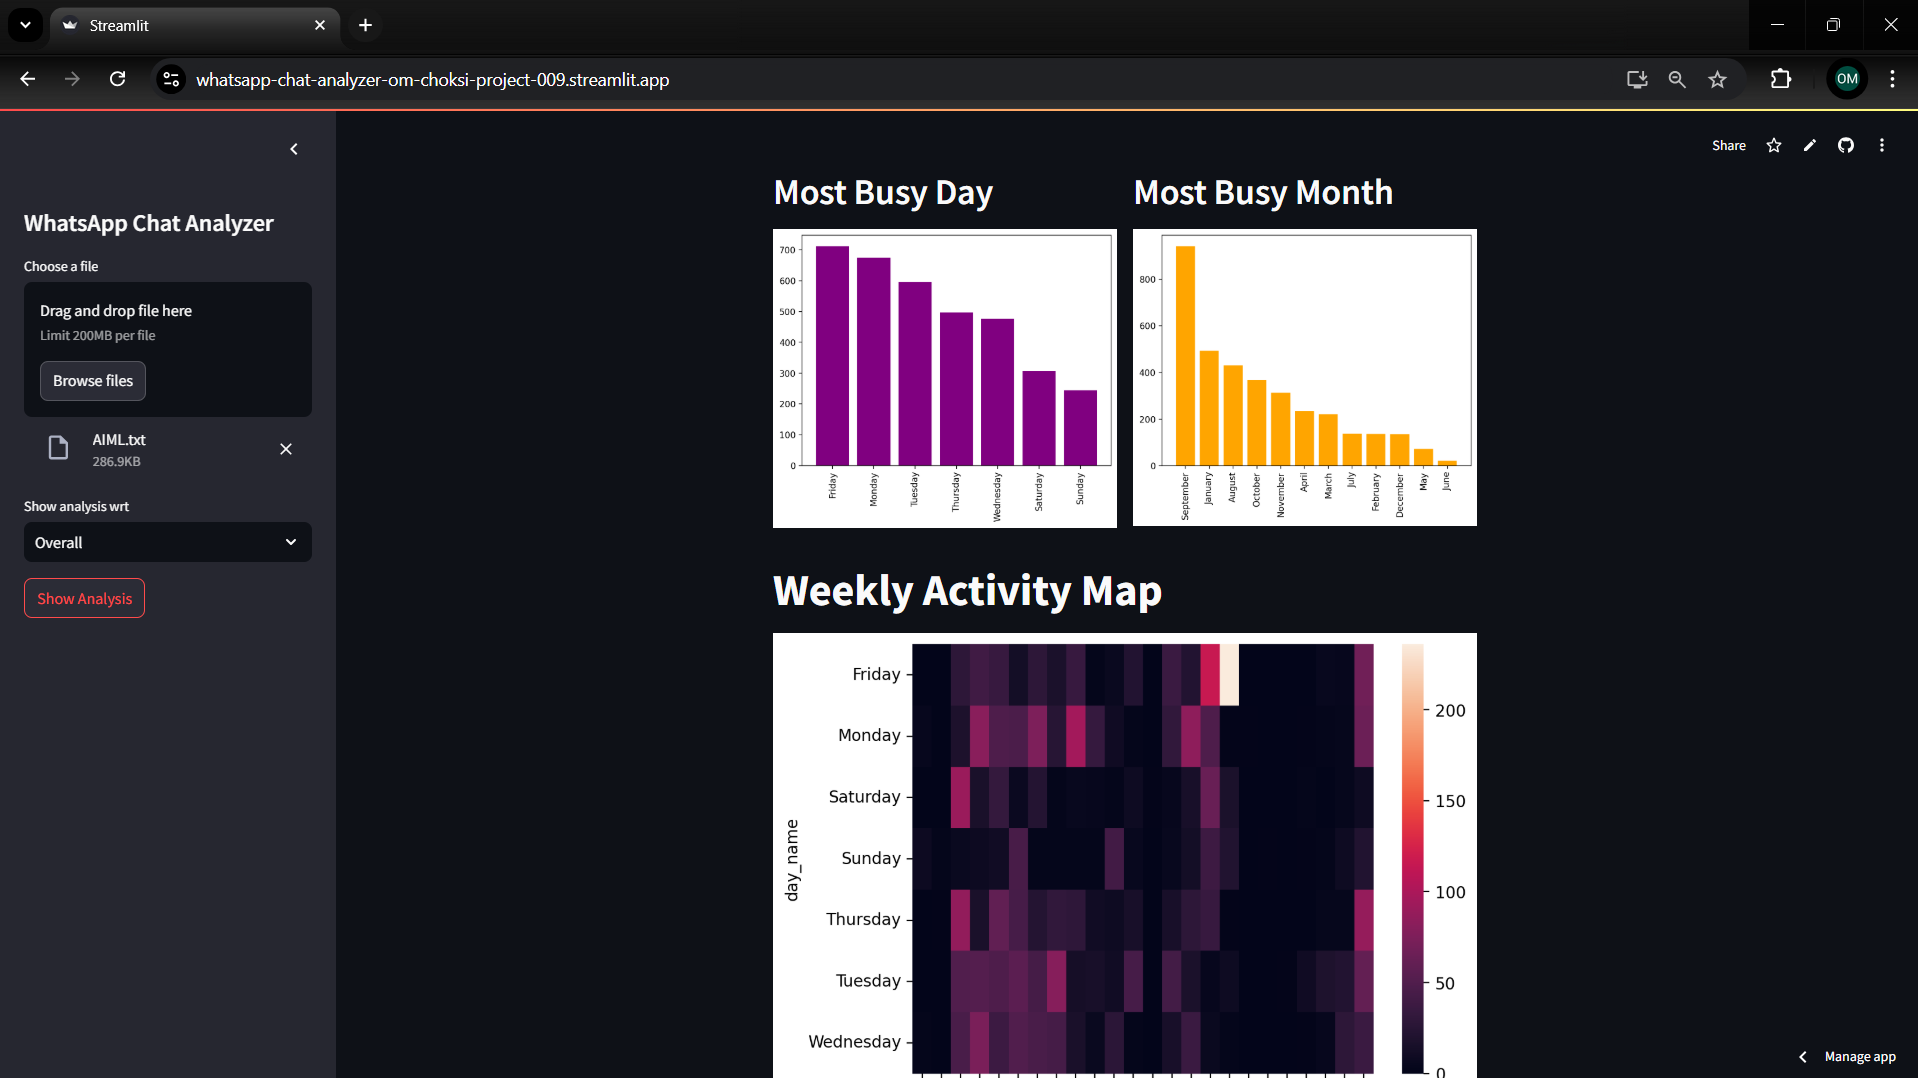 Streamlit
whatsapp-chat-analyzer-om-choksi-project-009.streamlit.app
OM
Share
WhatsApp Chat Analyzer
Choose a file
Drag and drop file here
Limit 200MB per file
Browse files
AIML.txt
286.9KB
Show analysis wrt
Overall
Show Analysis
Most Busy Day
700
600
500
400
300
200
100
0
Friday
Monday
Tuesday
Thursday
Wednesday
Saturday
Sunday
Most Busy Month
800
600
400
200
0
September
January
August
October
November
April
March
July
February
December
May
June
Weekly Activity Map
day_name
Friday
Monday
Saturday
Sunday
Thursday
Tuesday
Wednesday
200
150
100
50
0
Manage app